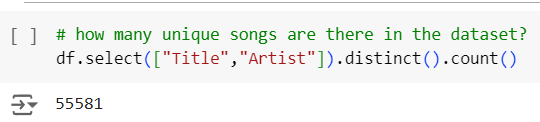 [ ] # how many unique songs are there in the dataset?
df.select(["Title","Artist"]).distinct().count()
55581